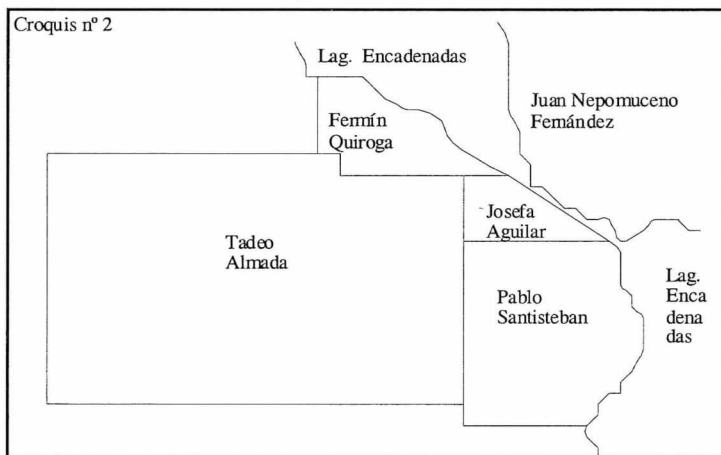 Croquis nº 2
Lag. Encadenadas
Juan Nepomuceno
Fernández
Fermín
Quiroga
Josefa
Aguilar
Tadeo
Almada
Lag.
Enca
dena
das
Pablo
Santisteban